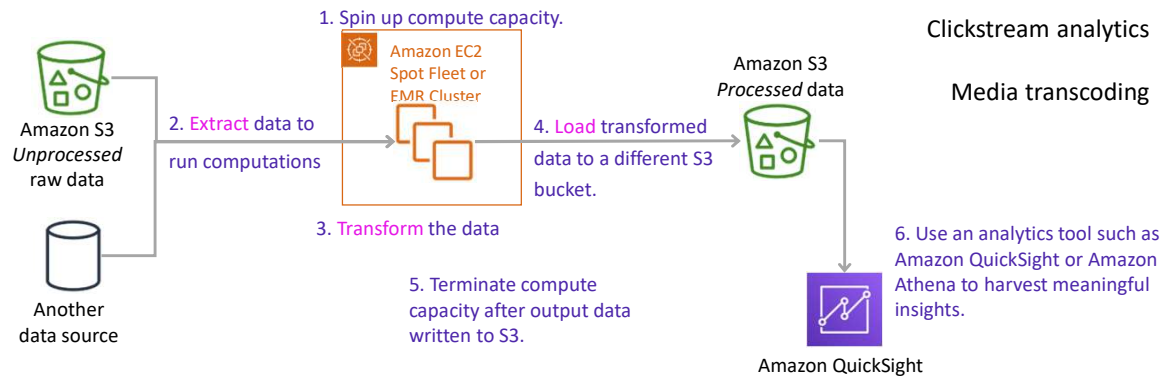 1. Spin up compute capacity.
Clickstream analytics
Amazon EC2
Spot Fleet or
EMR Cluster
Amazon S3
Processed data
Media transcoding
Amazon S3
Unprocessed
raw data
2. Extract data to
run computations
4. Load transformed
data to a different S3
bucket.
3. Transform the data
Another
data source
5. Terminate compute
capacity after output data
written to S3.
6. Use an analytics tool such as
Amazon QuickSight or Amazon
Athena to harvest meaningful
insights.
Amazon QuickSight